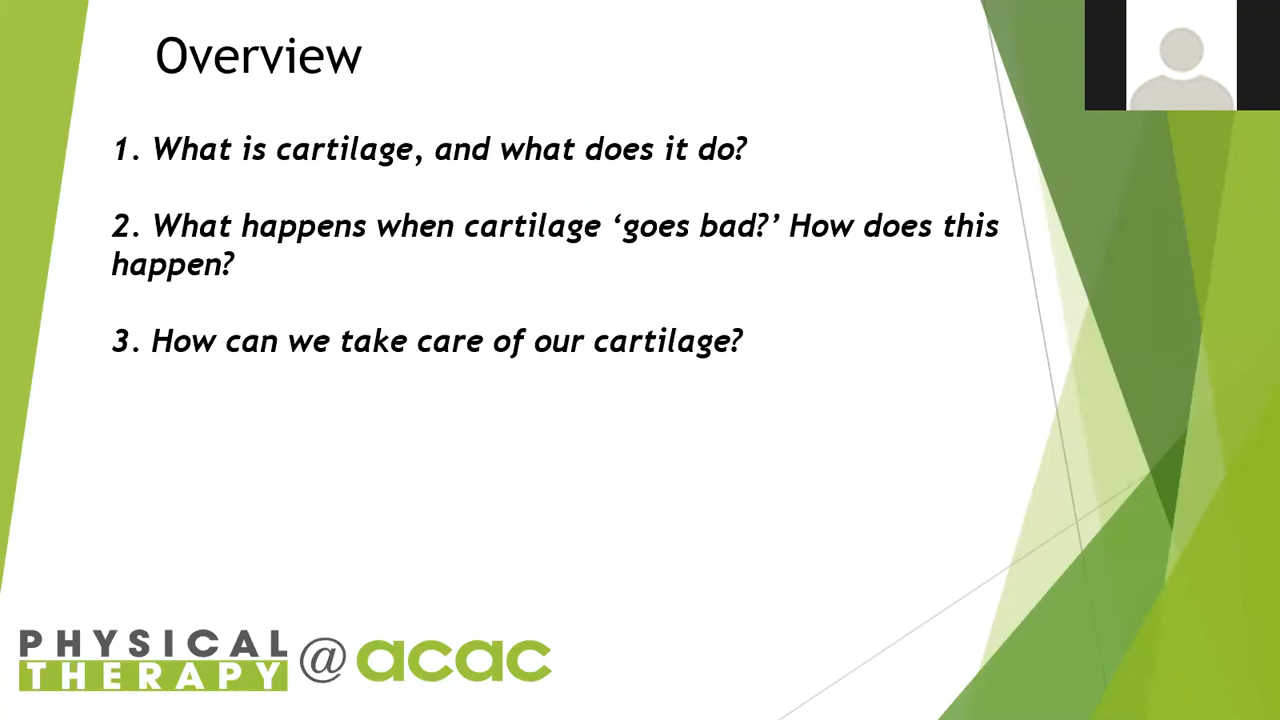 Overview
1. What is cartilage, and what does it do?
2. What happens when cartilage ‘goes bad?’ How does this
happen?
3. How can we take care of our cartilage?
PHYSICAL
THERAPY @ acac